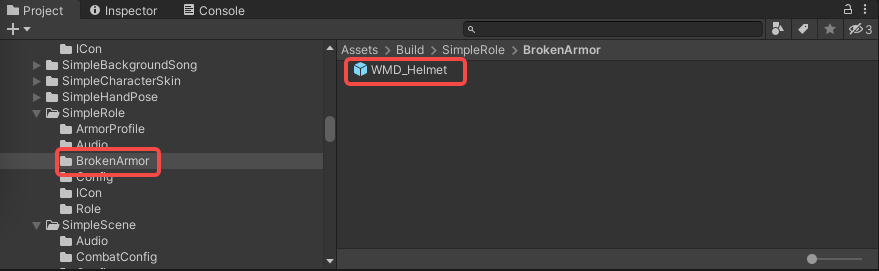 Project Inspector Console
3
ICon
SimpleBackgroundSong
SimpleCharacterSkin
SimpleHandPose
SimpleRole
ArmorProfile
Audio
BrokenArmor
Config
ICon
Role
SimpleScene
Audio
CombatConfig
Assets > Build > SimpleRole > BrokenArmor
WMD_Helmet